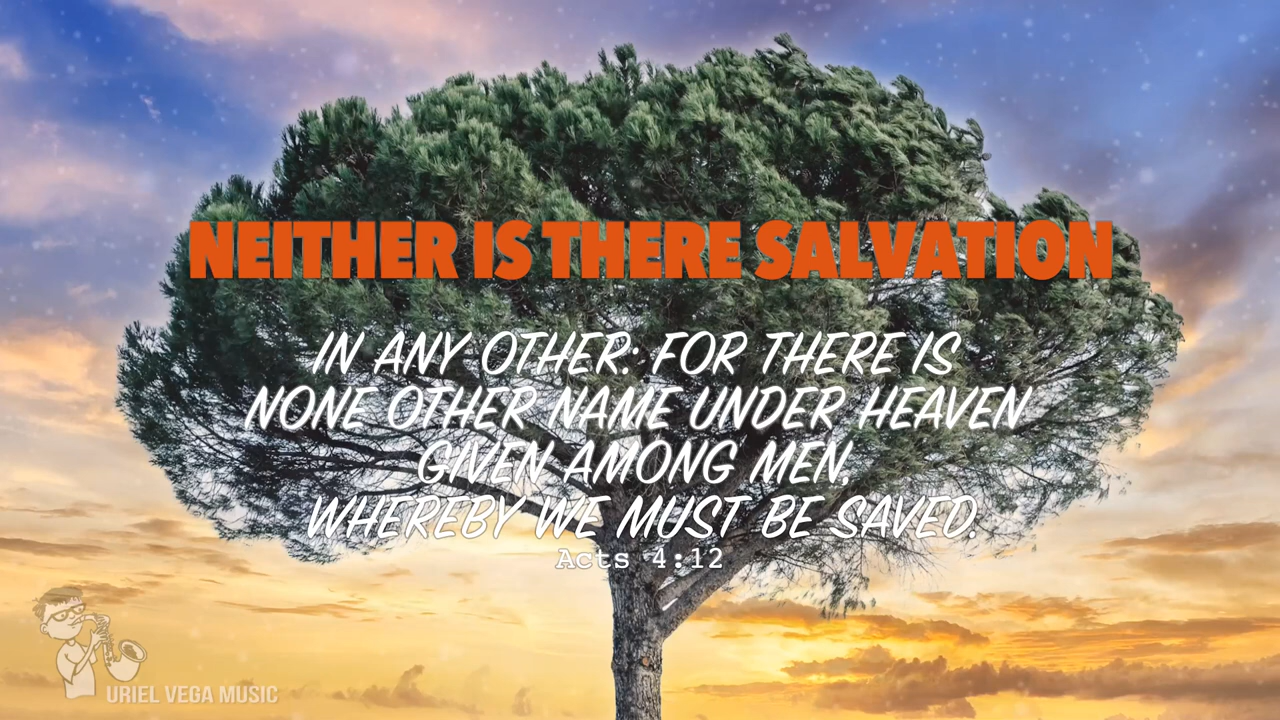 NEITHER IS THERE SALVATION
IN ANY OTHER: FOR THERE IS
NONE OTHER NAME UNDER HEAVEN
GIVEN AMONG MEN,
WHEREBY WE MUST BE SAVED.
Acts 4:12
URIEL VEGA MUSIC